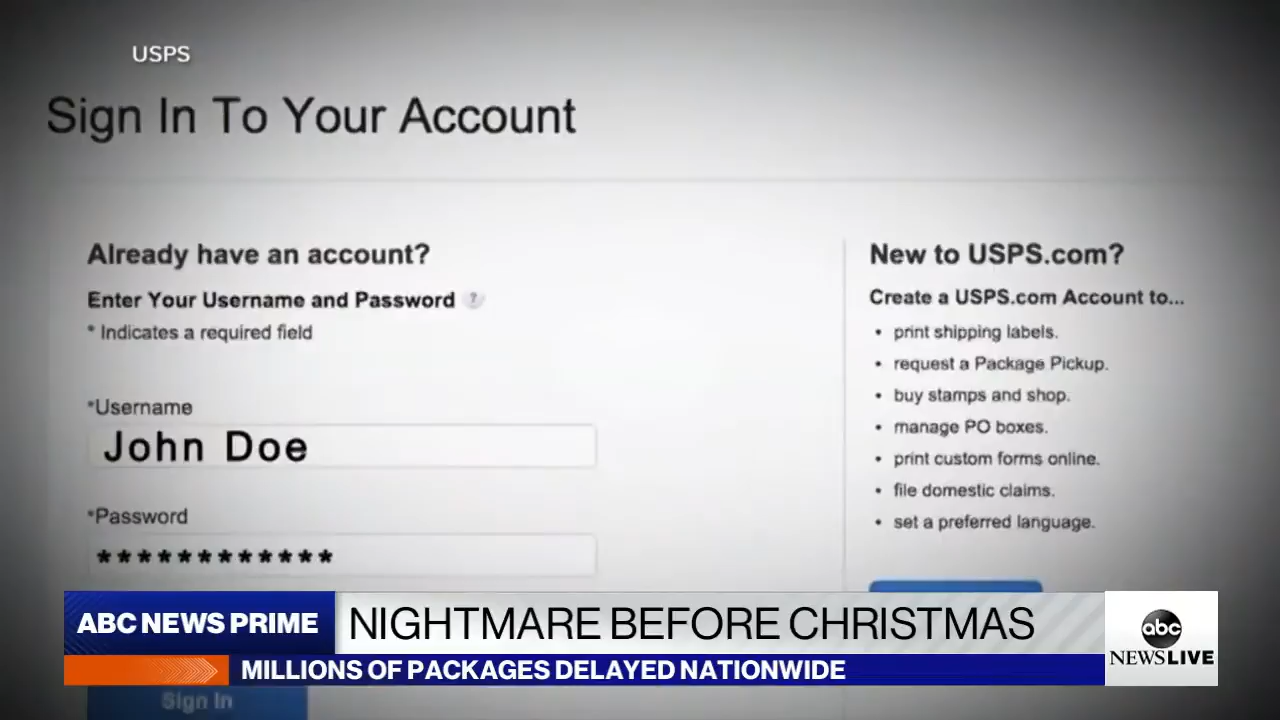 USPS
Sign In To Your Account
Already have an account?
Enter Your Username and Password ?
* Indicates a required field
*Username
John Doe
*Password
************
New to USPS.com?
Create a USPS.com Account to...
• print shipping labels.
• request a Package Pickup.
• buy stamps and shop.
• manage PO boxes.
• print custom forms online.
• file domestic claims.
• set a preferred language.
ABC NEWS PRIME
NIGHTMARE BEFORE CHRISTMAS
MILLIONS OF PACKAGES DELAYED NATIONWIDE
abc
NEWSLIVE
Sign In